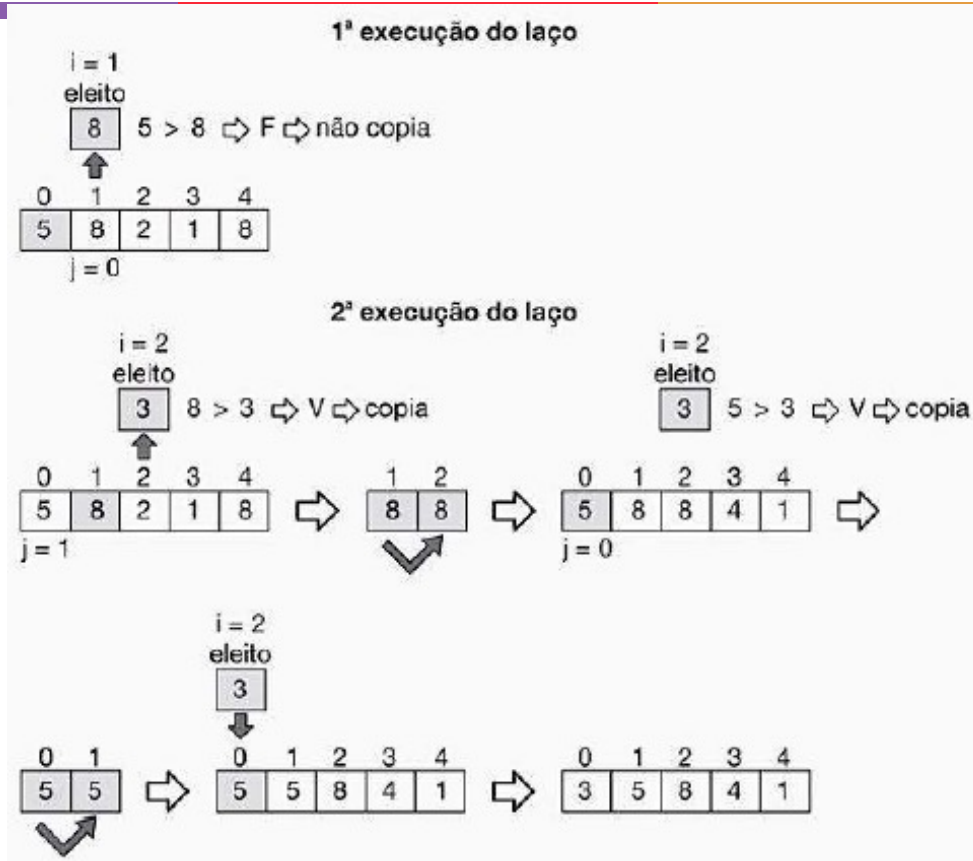 1ª execução do laço
i = 1
eleito
8 5 > 8 ⇨ F ⇨ não copia
0 1 2 3 4
5 8 2 1 8
j = 0
2ª execução do laço
i = 2
eleito
3 8 > 3 ⇨ V ⇨ copia
i = 2
eleito
3 5 > 3 ⇨ V ⇨ copia
0 1 2 3 4
5 8 2 1 8
j = 1
1 2
8 8
0 1 2 3 4
5 8 8 4 1
j = 0
i = 2
eleito
3
0 1
5 5
0 1 2 3 4
5 5 8 4 1
0 1 2 3 4
3 5 8 4 1